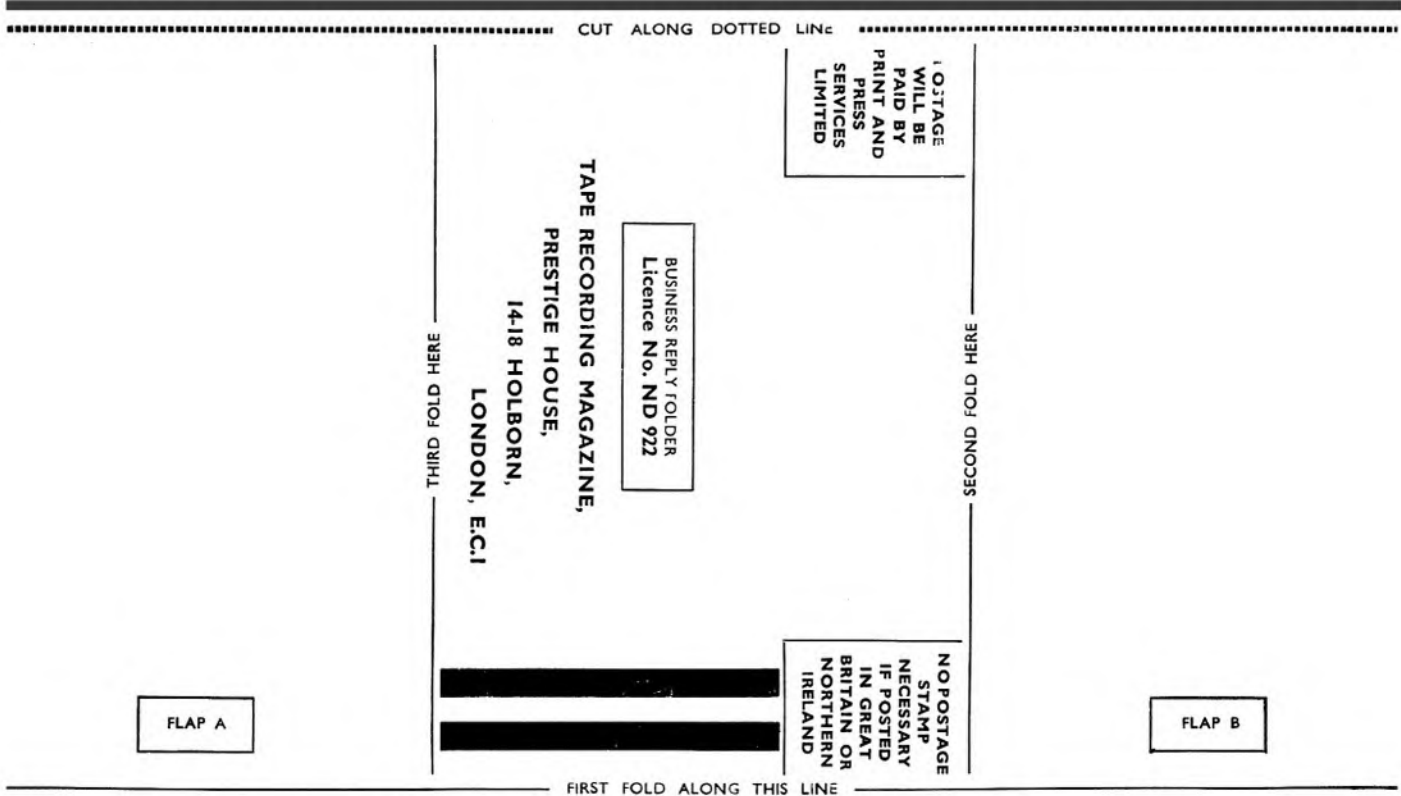 CUT ALONG DOTTED LINE
POSTAGE
WILL BE
PAID BY
PRINT AND
PRESS
SERVICES
LIMITED
BUSINESS REPLY FOLDER
Licence No. ND 922
TAPE RECORDING MAGAZINE,
PRESTIGE HOUSE,
14-18 HOLBORN,
LONDON, E.C.1
THIRD FOLD HERE
SECOND FOLD HERE
NO POSTAGE
STAMP
NECESSARY
IF POSTED
IN GREAT
BRITAIN OR
NORTHERN
IRELAND
FLAP A
FLAP B
FIRST FOLD ALONG THIS LINE